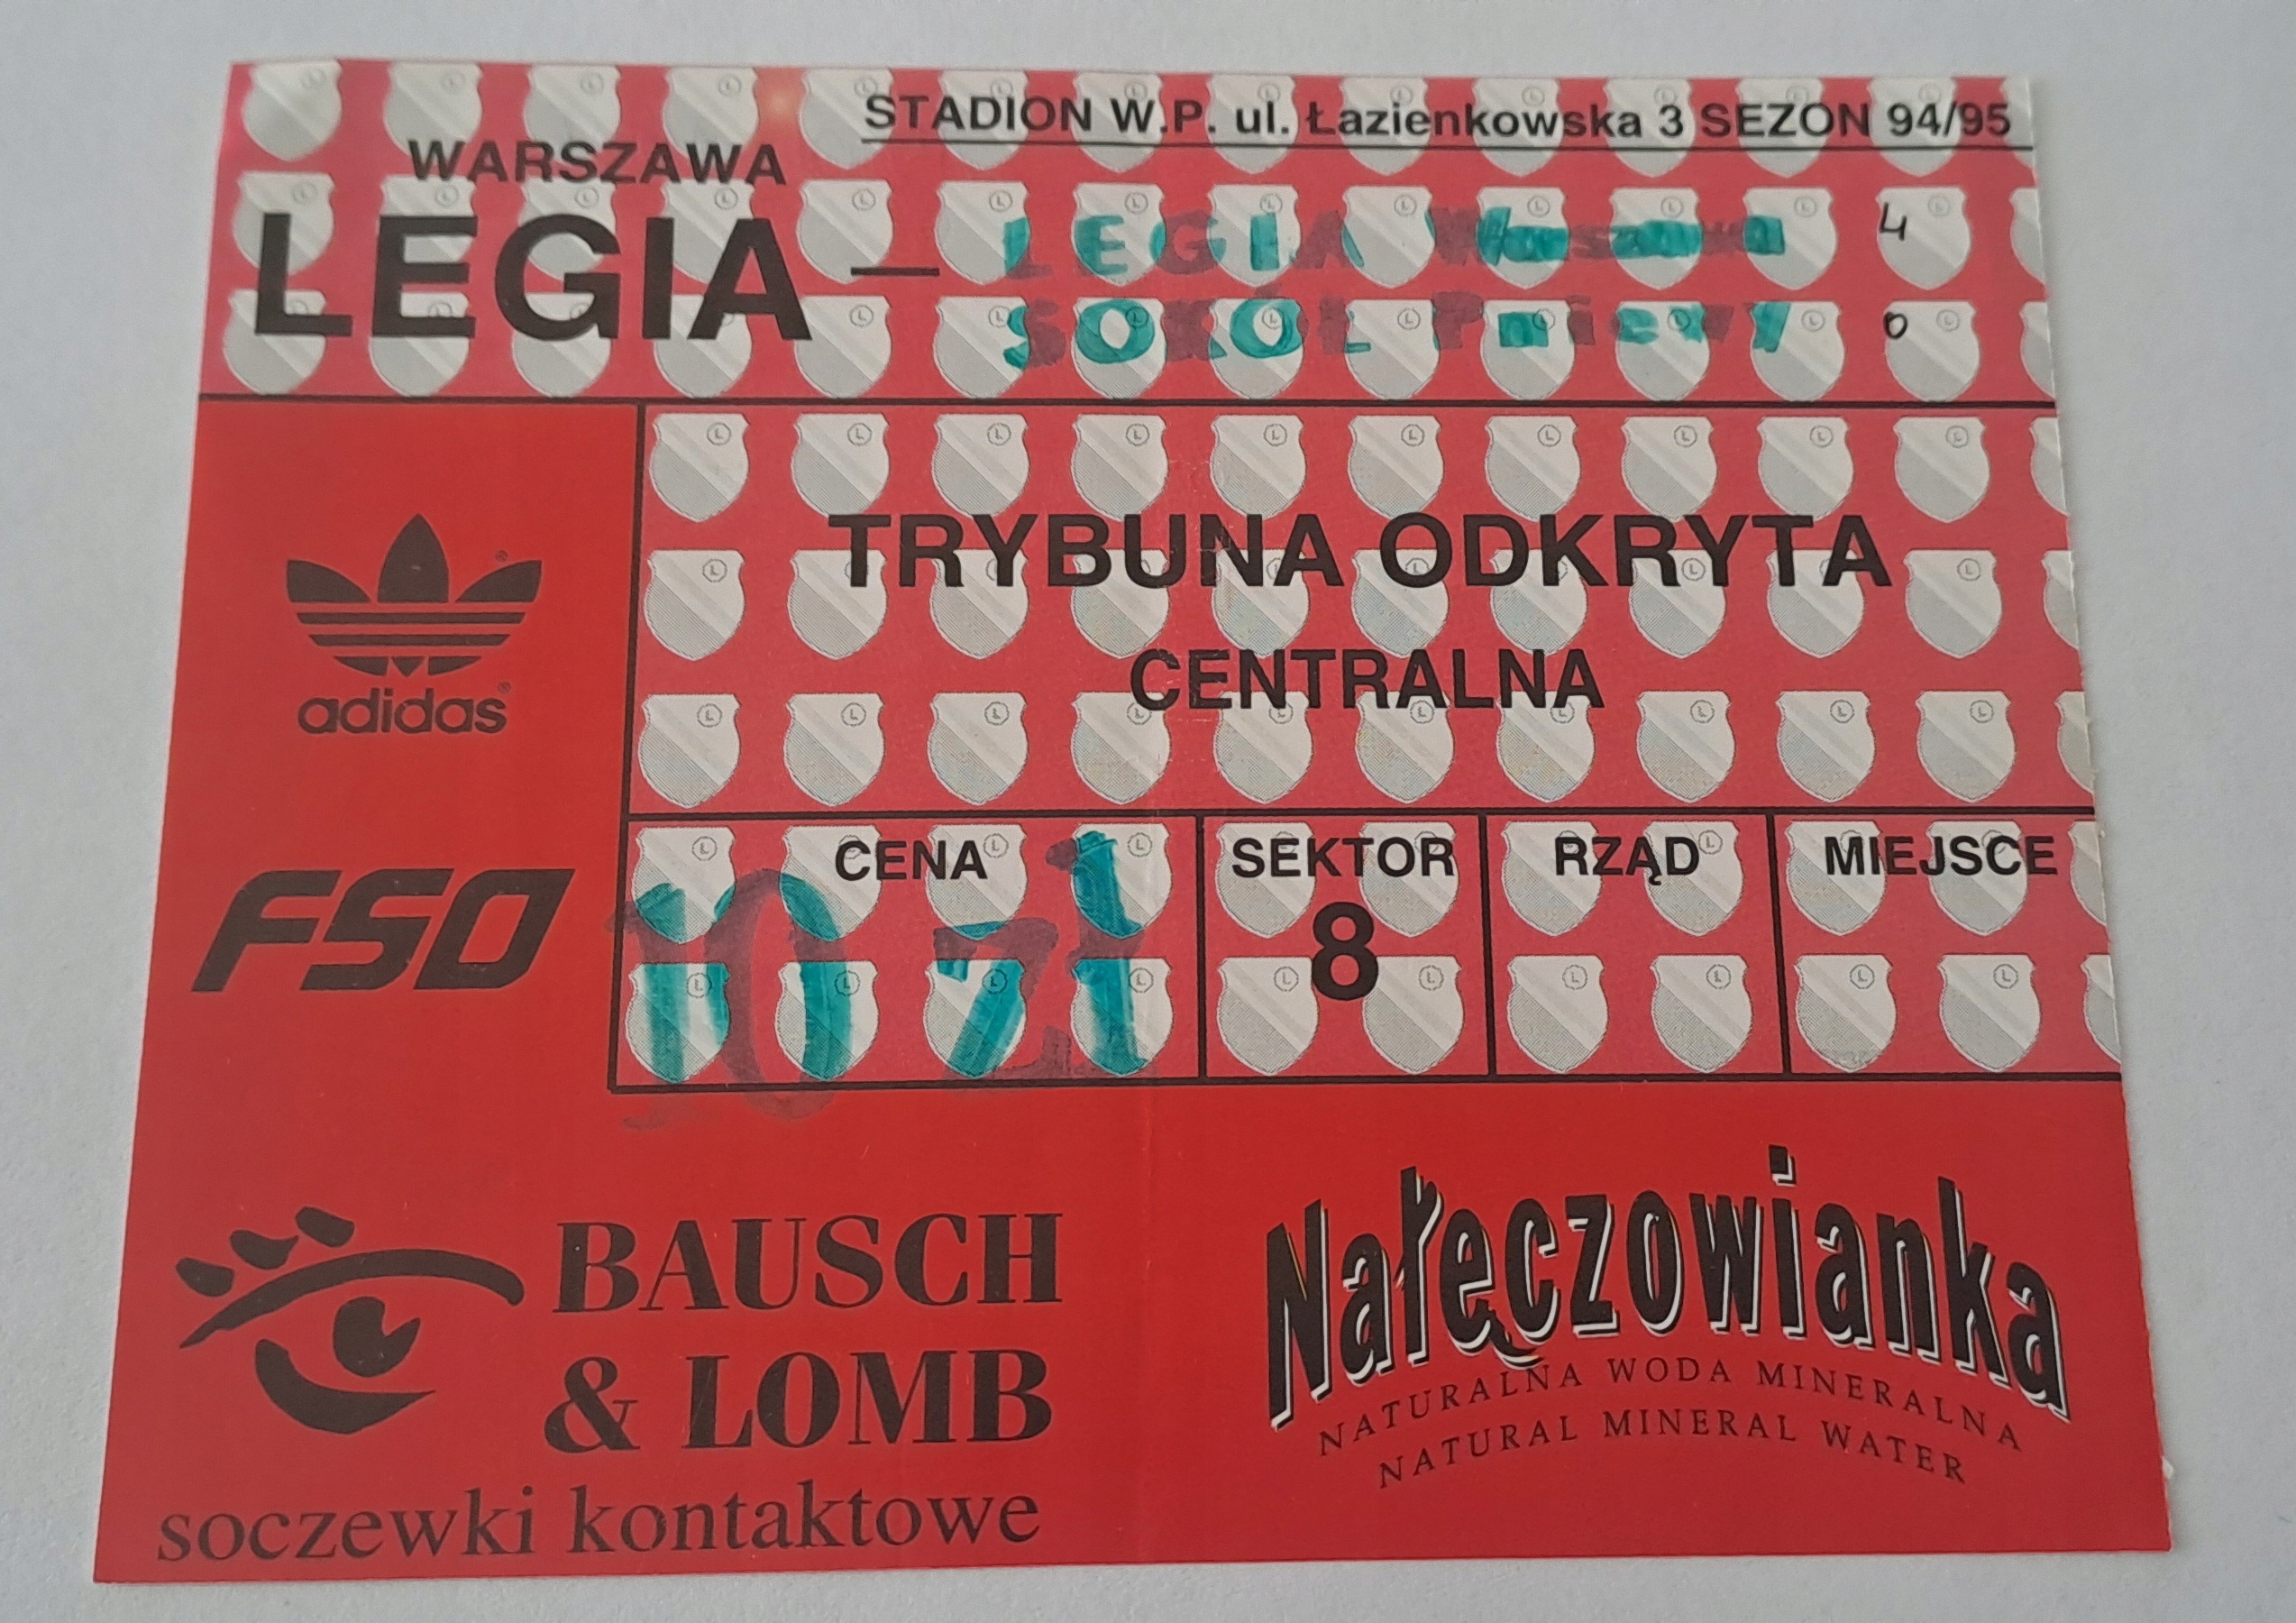 STADION W.P. ul. Łazienkowska 3 SEZON 94/95
WARSZAWA
LEGIA – LEGIA Warszawa 4
SOKÓŁ Pniewy 0
TRYBUNA ODKRYTA
CENTRALNA
adidas
CENA SEKTOR RZĄD MIEJSCE
10 zł 8
FSO
BAUSCH
& LOMB
soczewki kontaktowe
Nałęczowianka
NATURALNA WODA MINERALNA
NATURAL MINERAL WATER